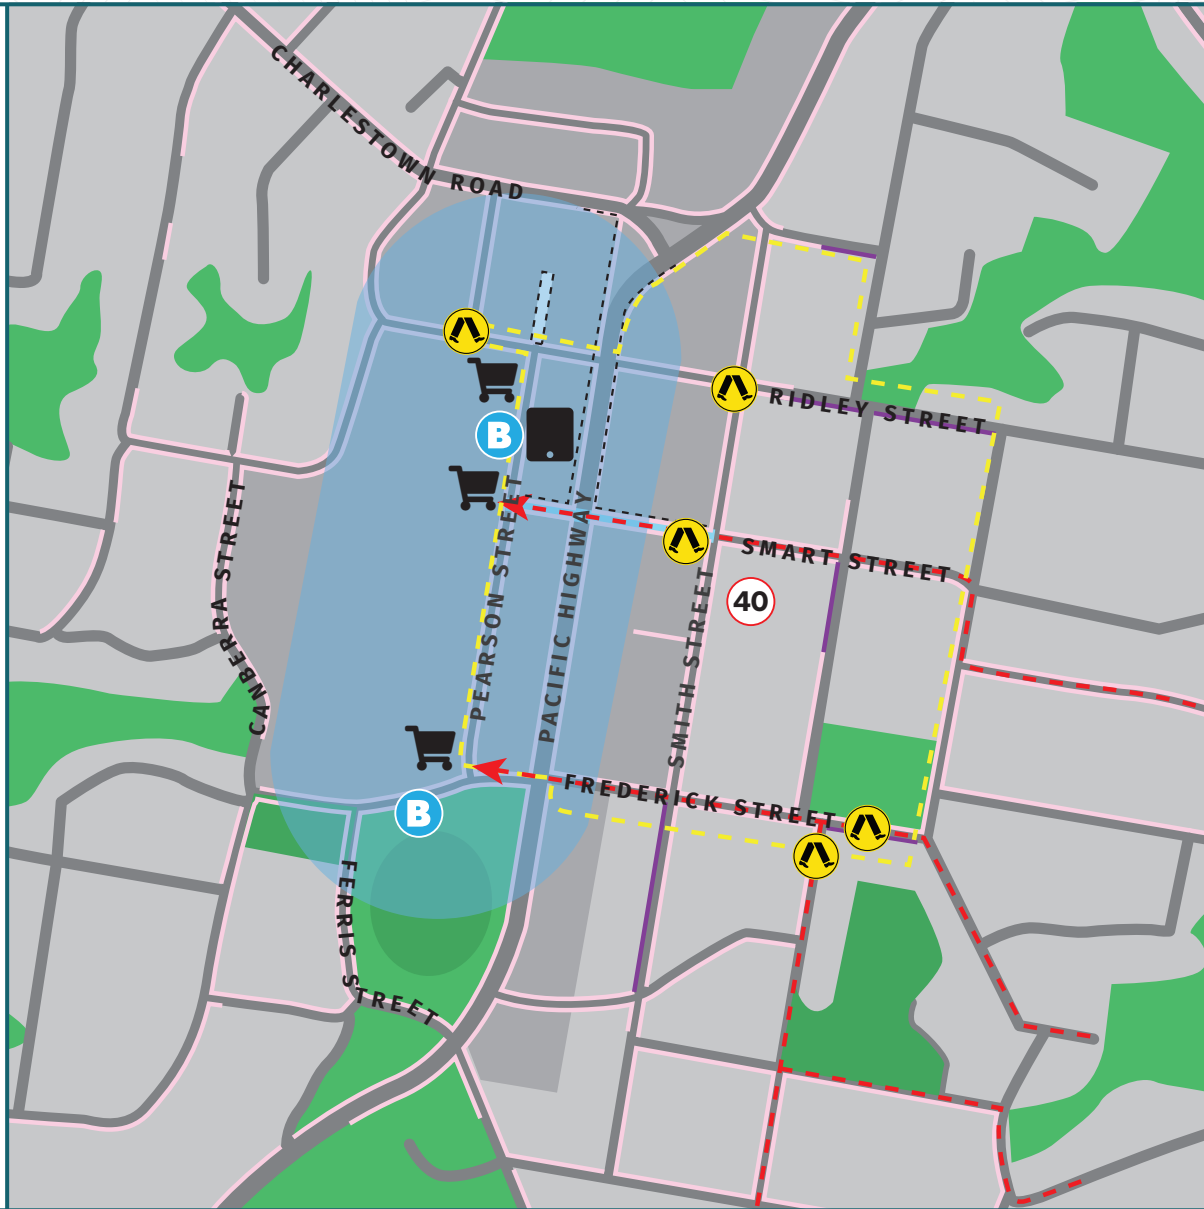 CHARLESTOWN ROAD
RIDLEY STREET
B
CANBERRA STREET
PEARSON STREET
PACIFIC HIGHWAY
SMART STREET
SMITH STREET
40
FREDERICK STREET
B
FERRIS STREET